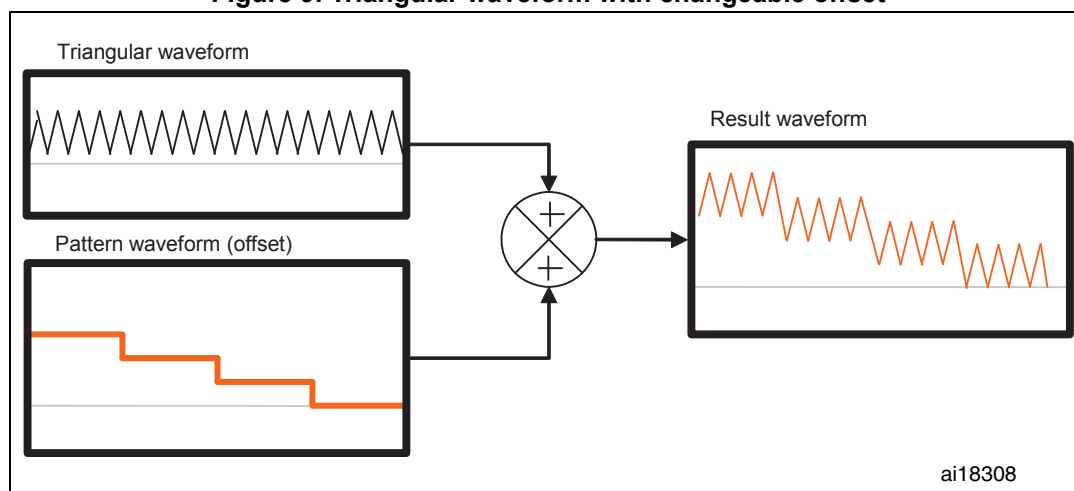 Triangular waveform
Result waveform
Pattern waveform (offset)
+
+
ai18308